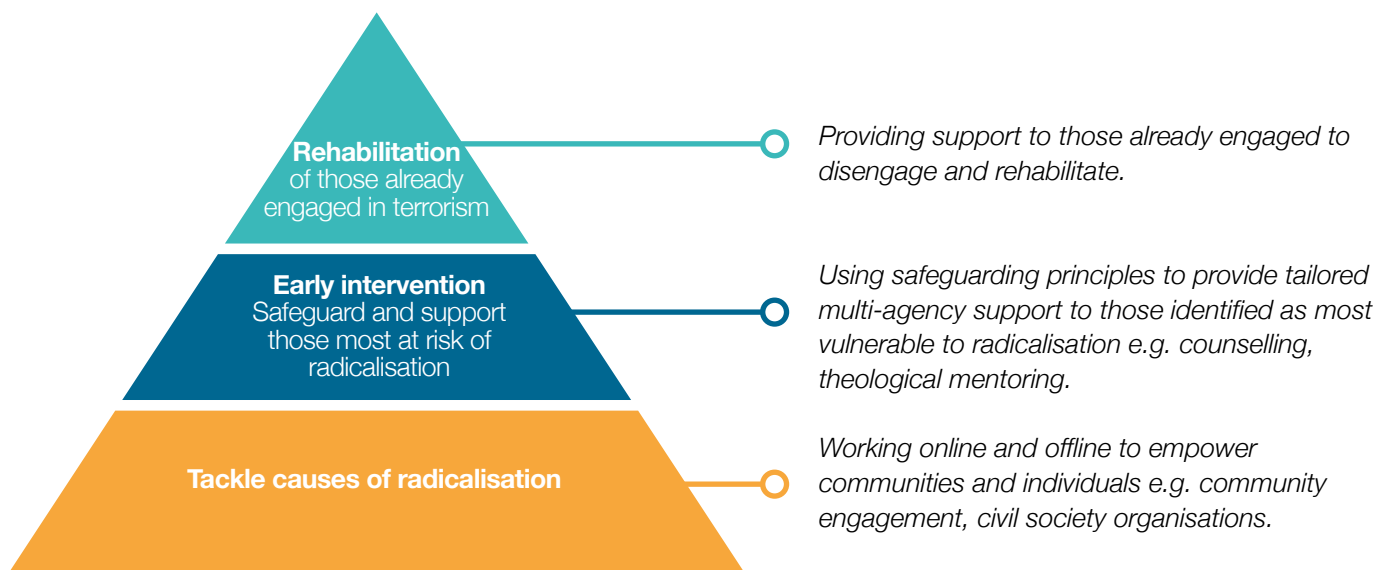 Rehabilitation
of those already
engaged in terrorism
Providing support to those already engaged to
disengage and rehabilitate.
Early intervention
Safeguard and support
those most at risk of
radicalisation
Using safeguarding principles to provide tailored
multi-agency support to those identified as most
vulnerable to radicalisation e.g. counselling,
theological mentoring.
Tackle causes of radicalisation
Working online and offline to empower
communities and individuals e.g. community
engagement, civil society organisations.